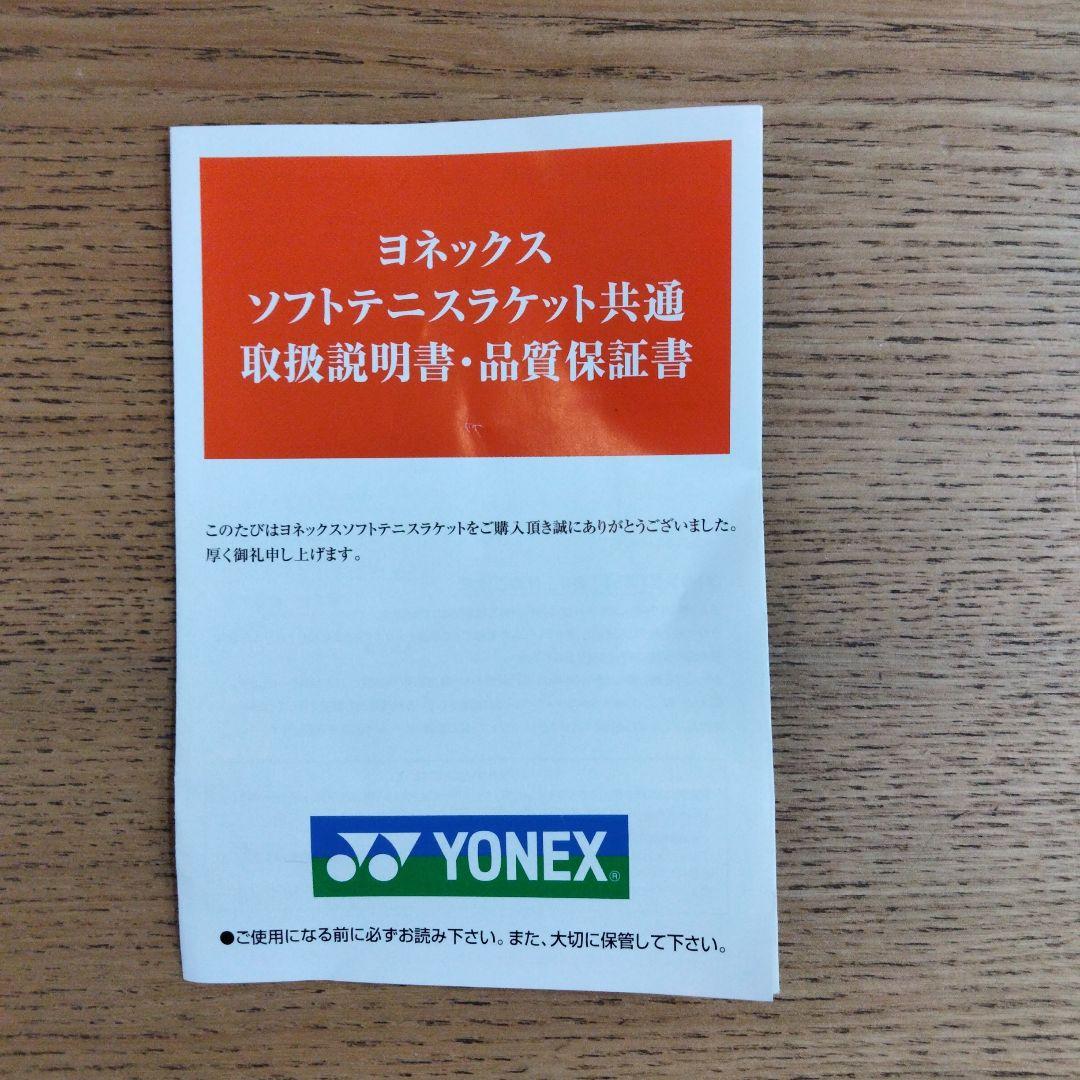 ヨネックス
ソフトテニスラケット共通
取扱説明書・品質保証書
このたびはヨネックスソフトテニスラケットをご購入頂き誠にありがとうございました。
厚く御礼申し上げます。
YONEX®
●ご使用になる前に必ずお読み下さい。また、大切に保管して下さい。